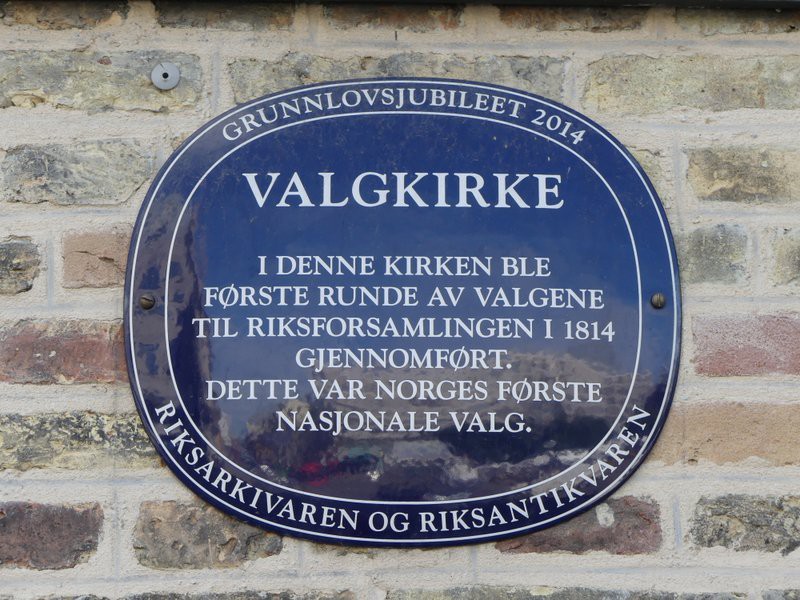 GRUNNLOVSJUBILEET 2014
VALGKIRKE
I DENNE KIRKEN BLE
FØRSTE RUNDE AV VALGENE
TIL RIKSFORSAMLINGEN I 1814
GJENNOMFØRT.
DETTE VAR NORGES FØRSTE
NASJONALE VALG.
RIKSARKIVAREN OG RIKSANTIKVAREN